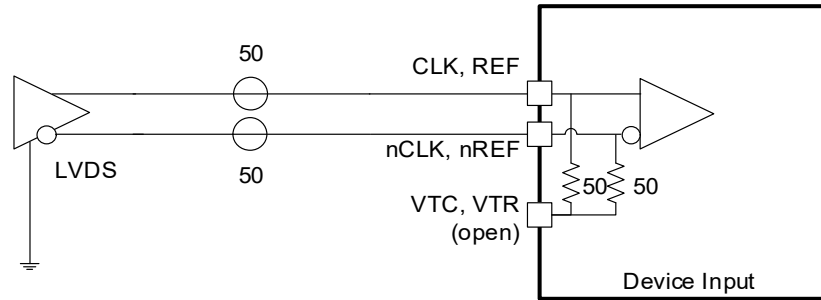 50
CLK, REF
LVDS
nCLK, nREF
50
50
50
VTC, VTR
(open)
Device Input